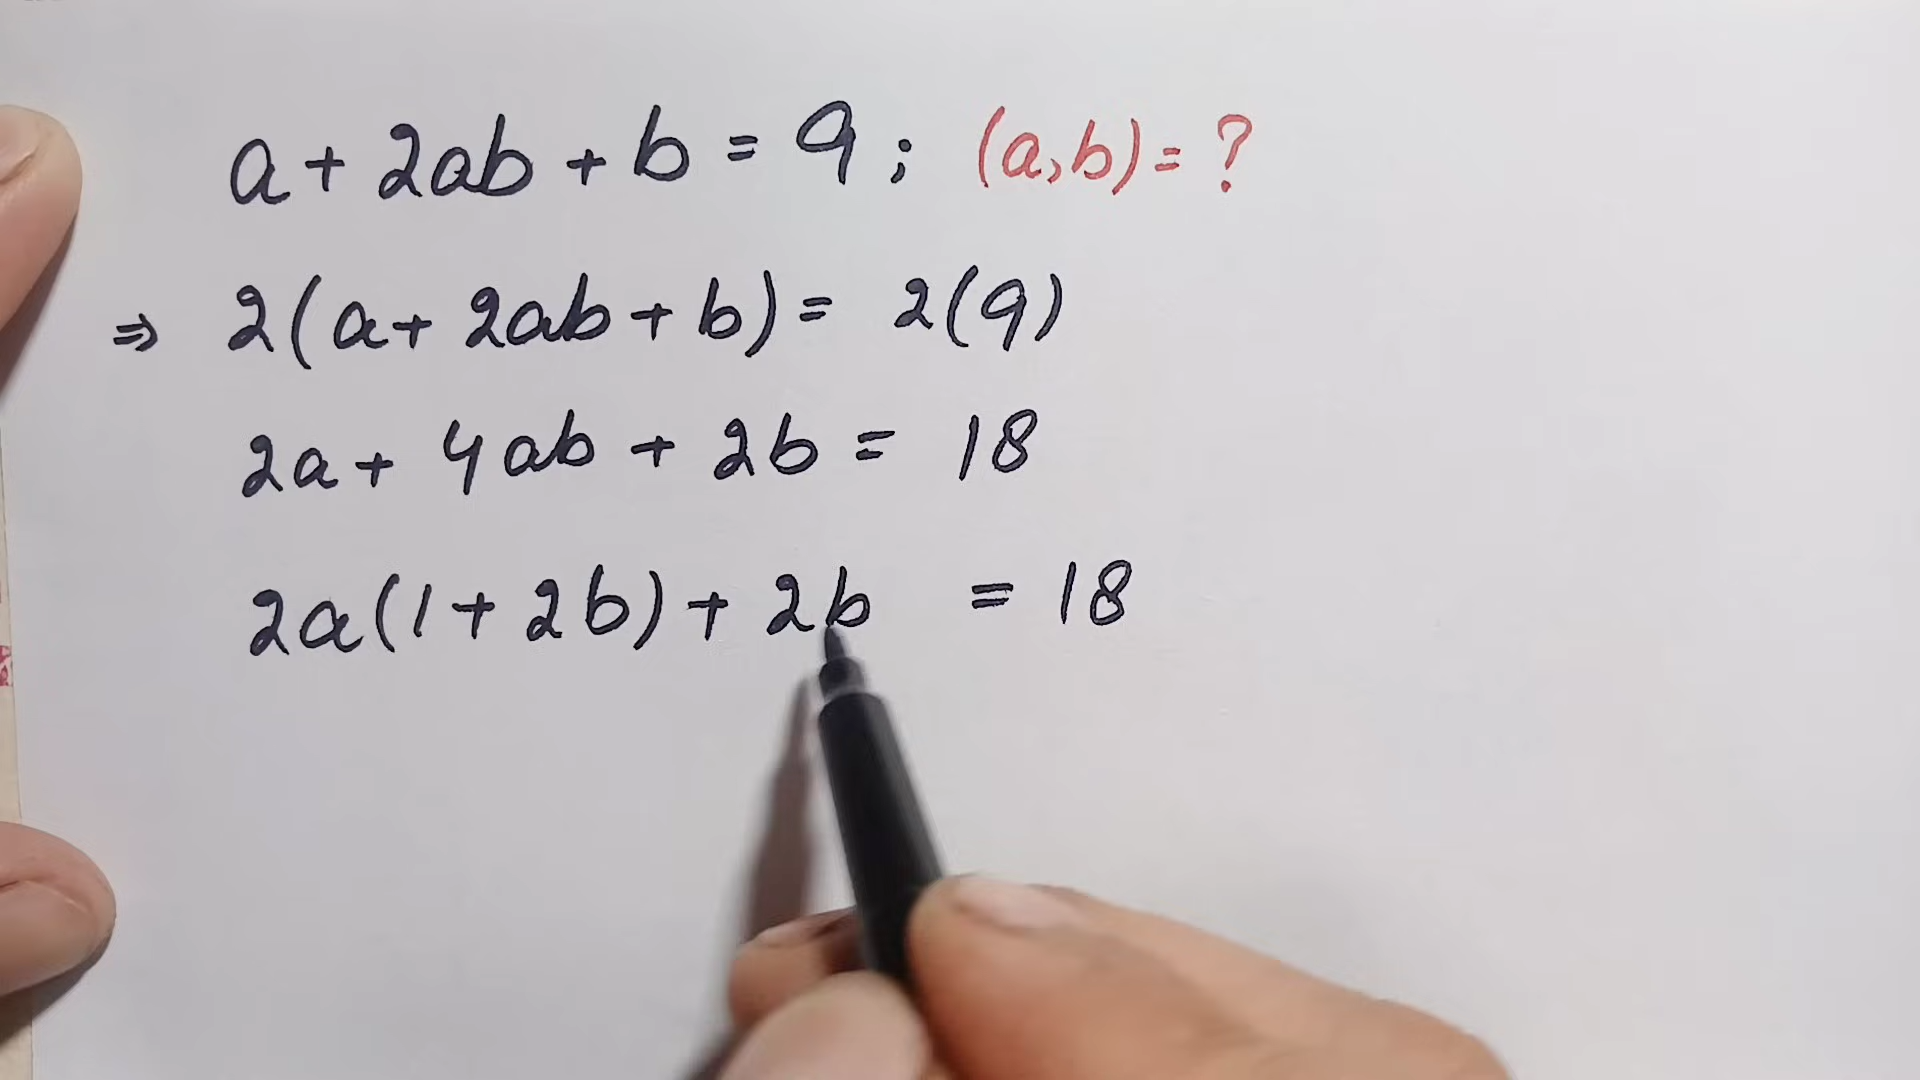 a + 2ab + b = 9 ; (a,b) = ?
⇒ 2(a + 2ab + b) = 2(9)
2a + 4ab + 2b = 18
2a(1 + 2b) + 2b = 18